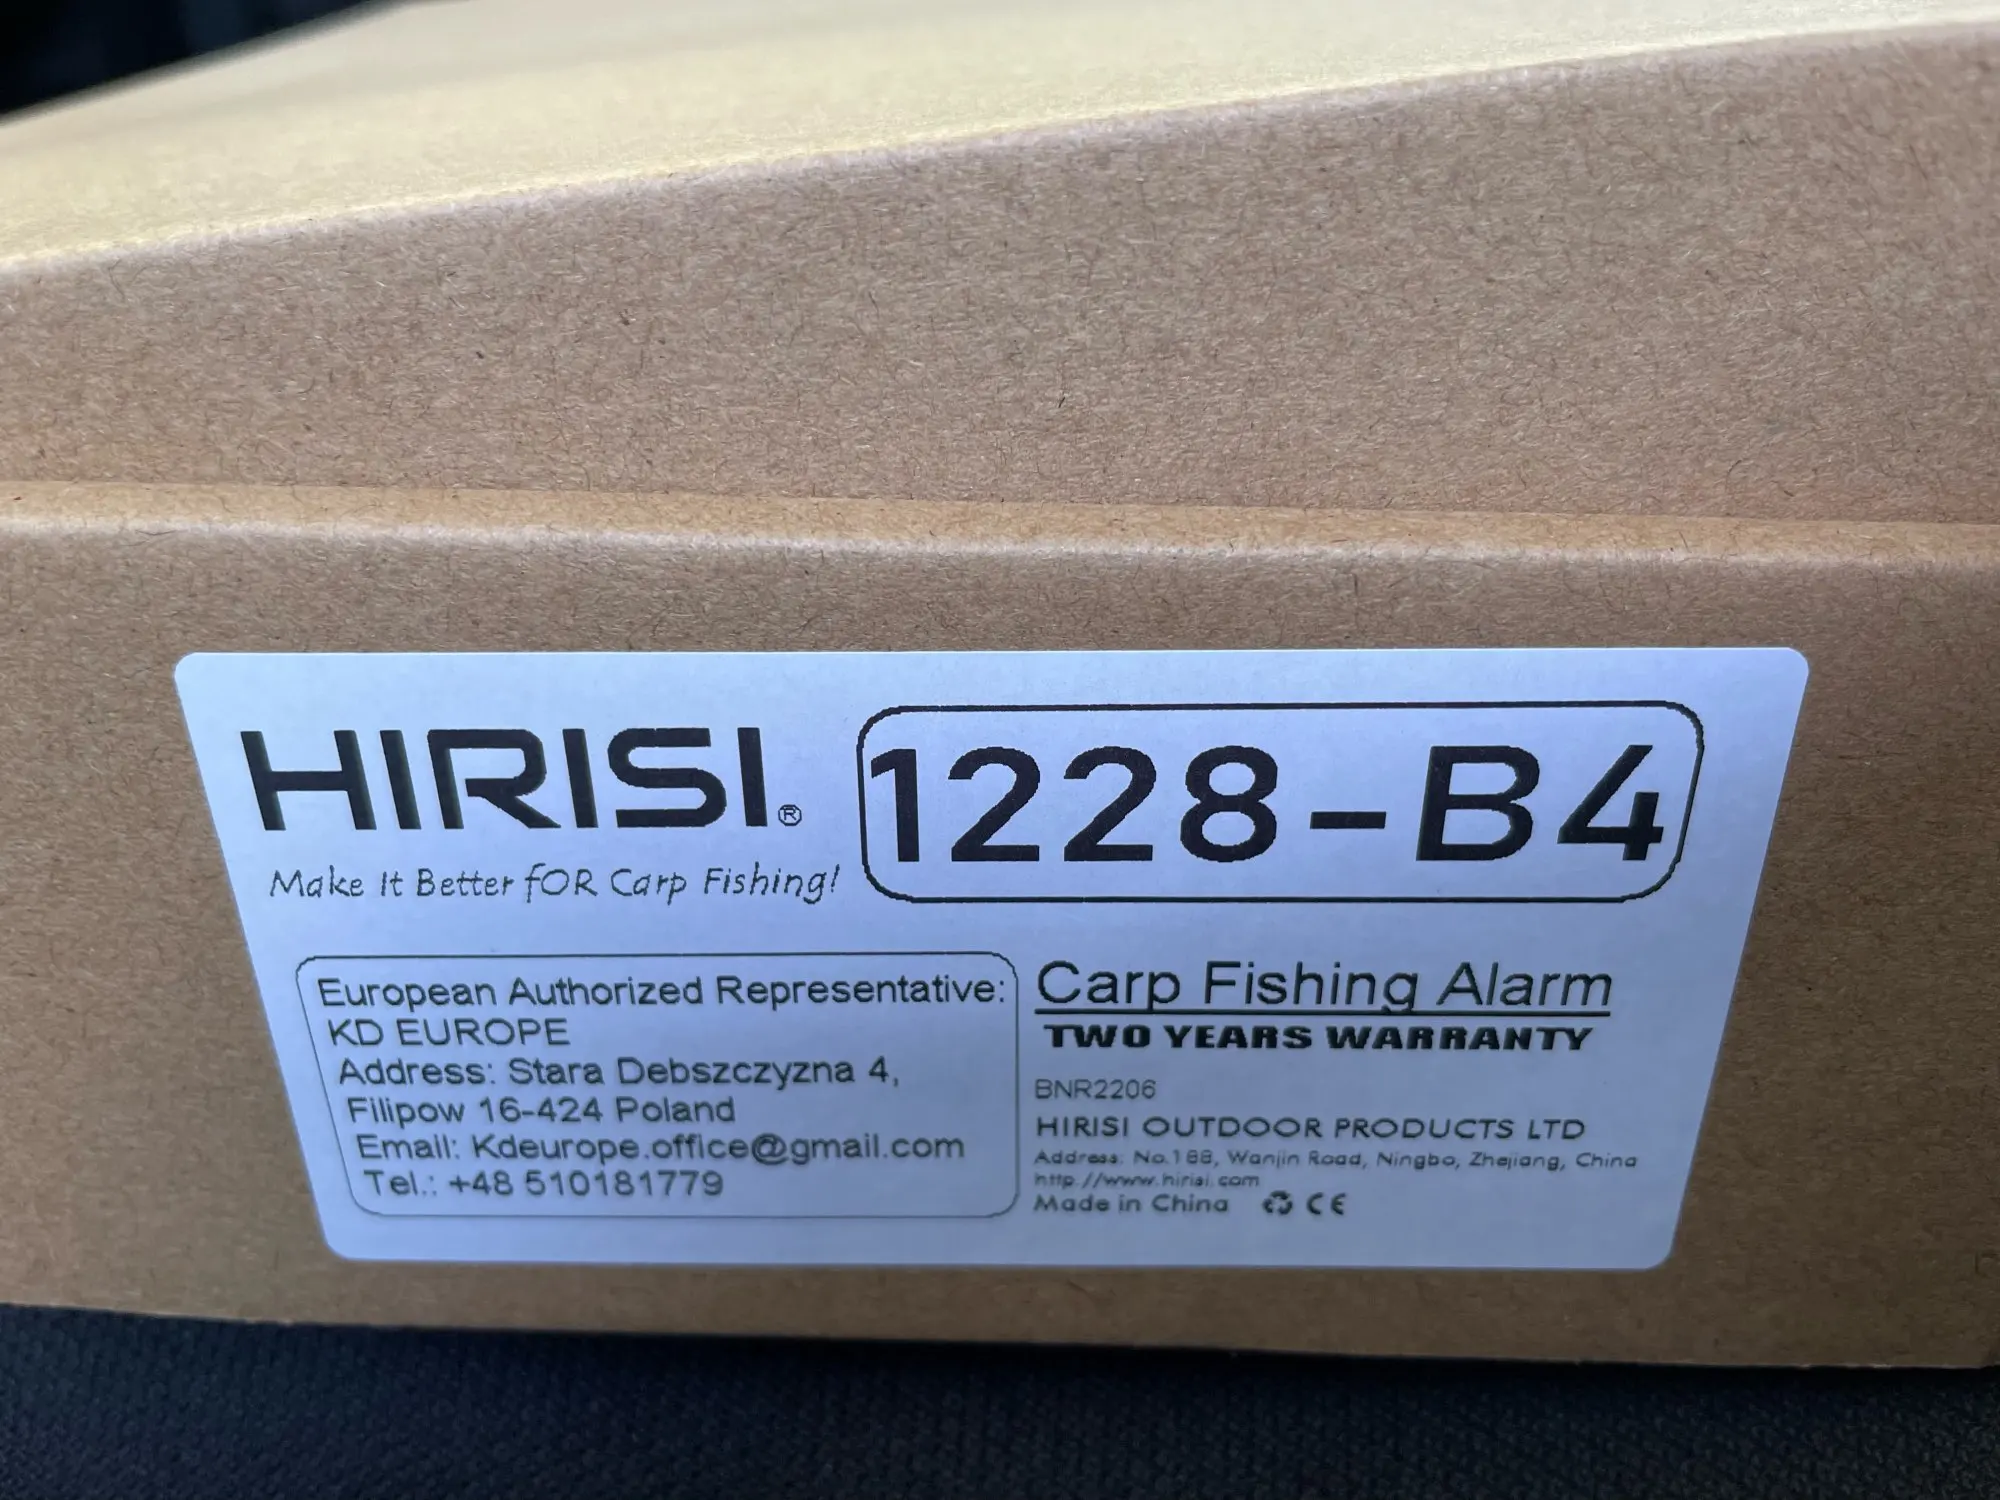 HIRISI®
Make It Better fOR Carp Fishing!
1228-B4
European Authorized Representative:
KD EUROPE
Address: Stara Debszczyzna 4,
Filipow 16-424 Poland
Email: Kdeurope.office@gmail.com
Tel.: +48 510181779
Carp Fishing Alarm
TWO YEARS WARRANTY
BNR2206
HIRISI OUTDOOR PRODUCTS LTD
Address: No.188, Wanjin Road, Ningbo, Zhejiang, China
http://www.hirisi.com
Made in China CE